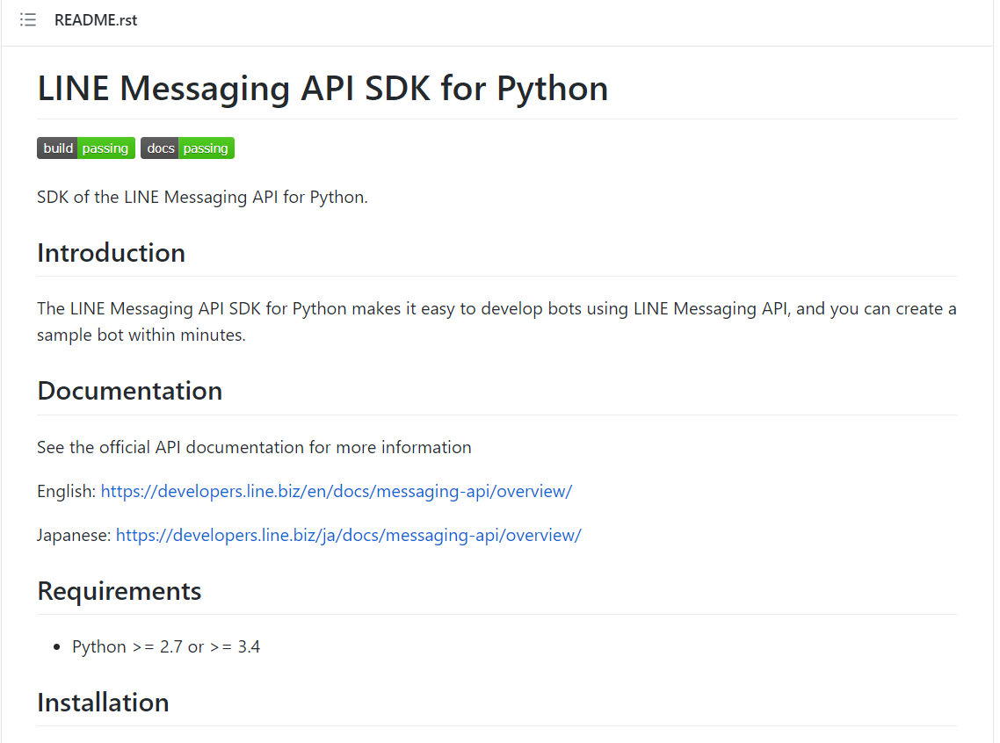 README.rst
LINE Messaging API SDK for Python
build passing docs passing
SDK of the LINE Messaging API for Python.
Introduction
The LINE Messaging API SDK for Python makes it easy to develop bots using LINE Messaging API, and you can create a
sample bot within minutes.
Documentation
See the official API documentation for more information
English: https://developers.line.biz/en/docs/messaging-api/overview/
Japanese: https://developers.line.biz/ja/docs/messaging-api/overview/
Requirements
• Python >= 2.7 or >= 3.4
Installation